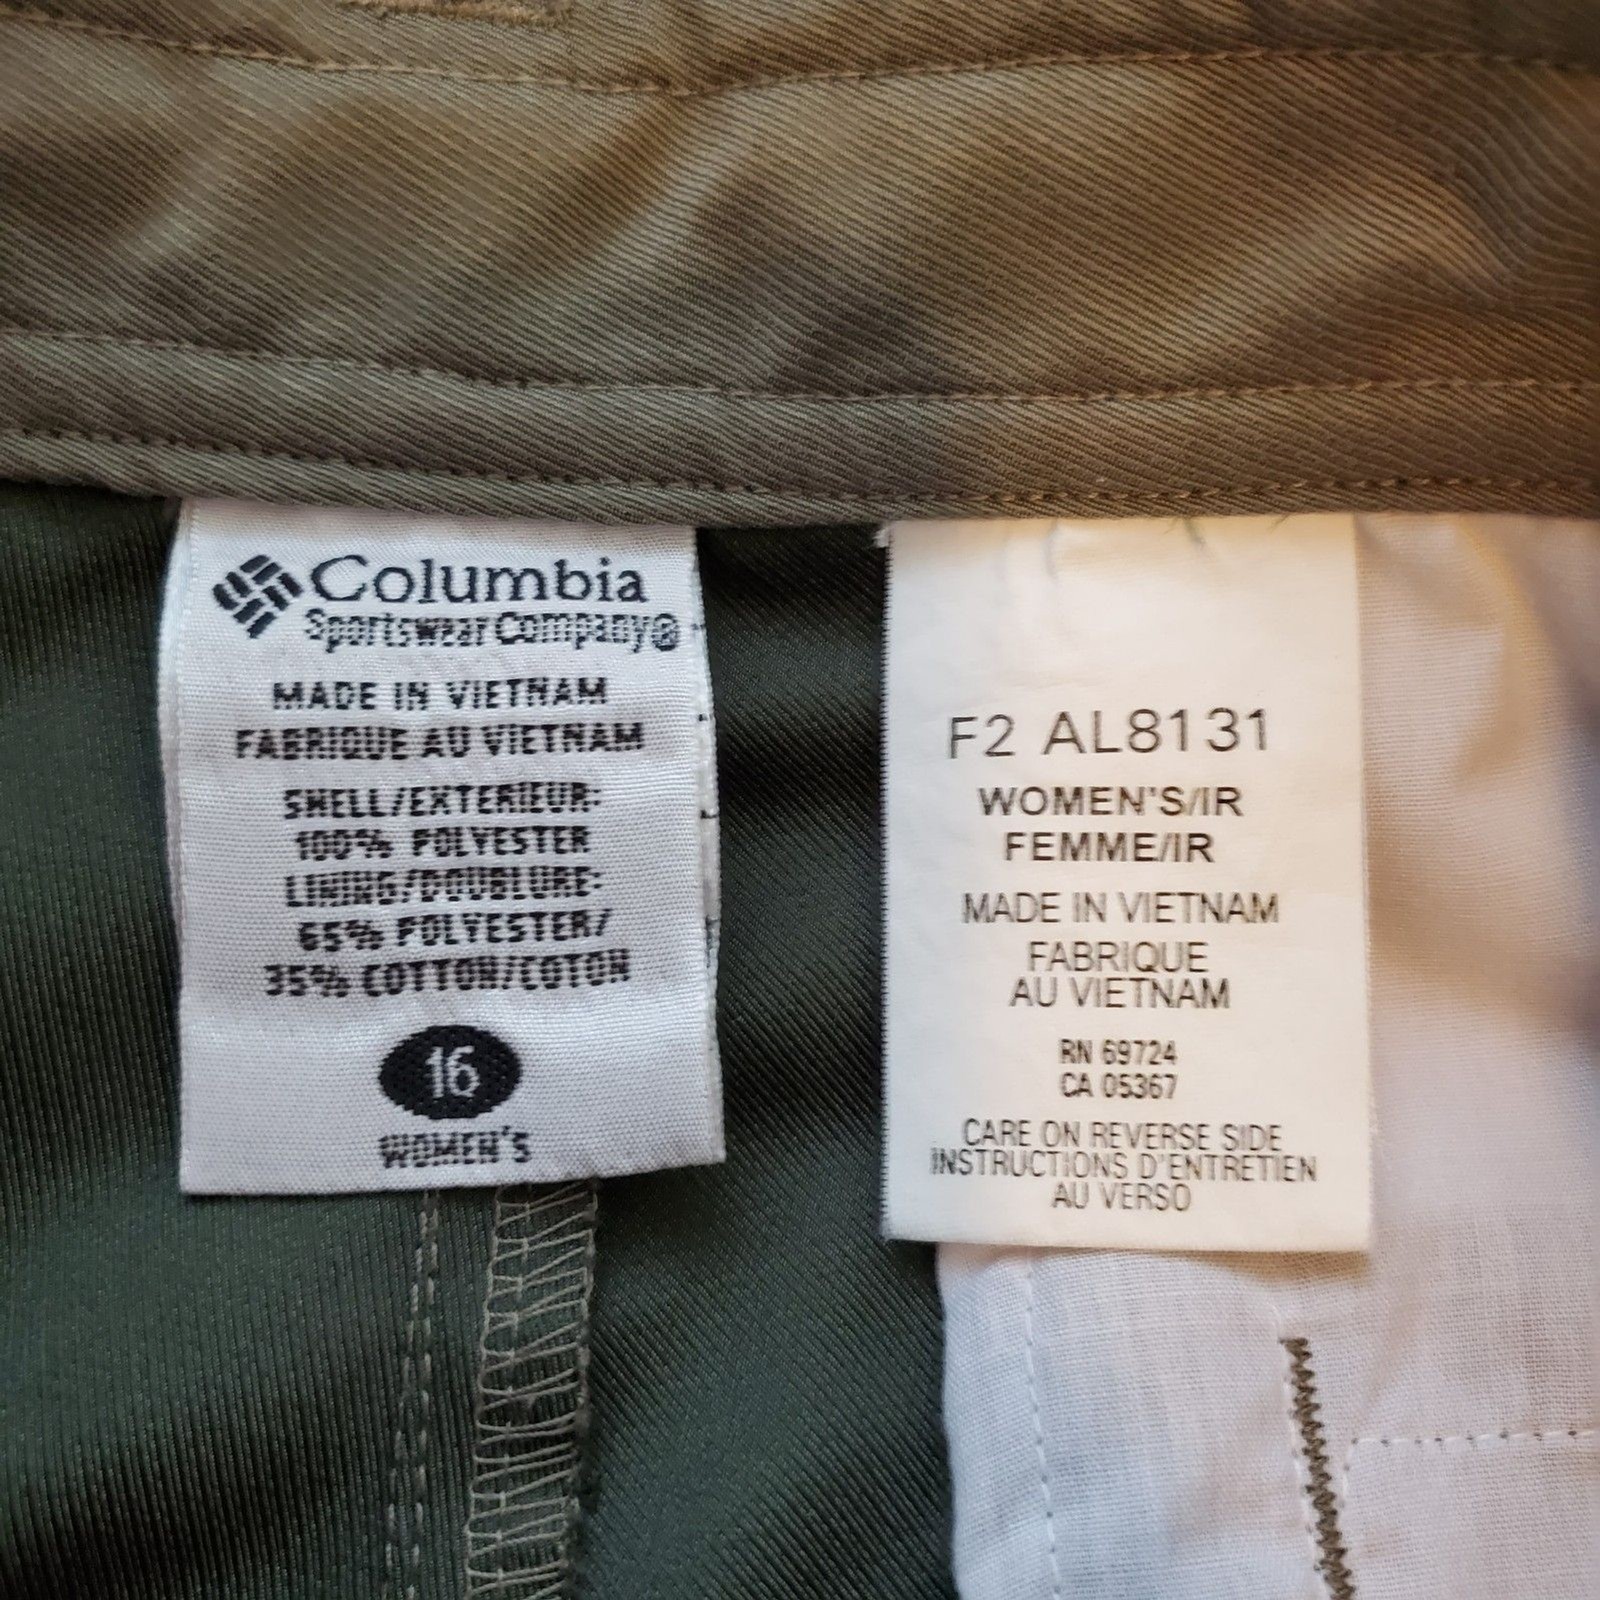 Columbia
Sportswear Company®
MADE IN VIETNAM
FABRIQUE AU VIETNAM
SHELL/EXTERIEUR:
100% POLYESTER
LINING/DOUBLURE:
65% POLYESTER/
35% COTTON/COTON
16
WOMEN'S
F2 AL8131
WOMEN'S/IR
FEMME/IR
MADE IN VIETNAM
FABRIQUE
AU VIETNAM
RN 69724
CA 05367
CARE ON REVERSE SIDE
INSTRUCTIONS D'ENTRETIEN
AU VERSO